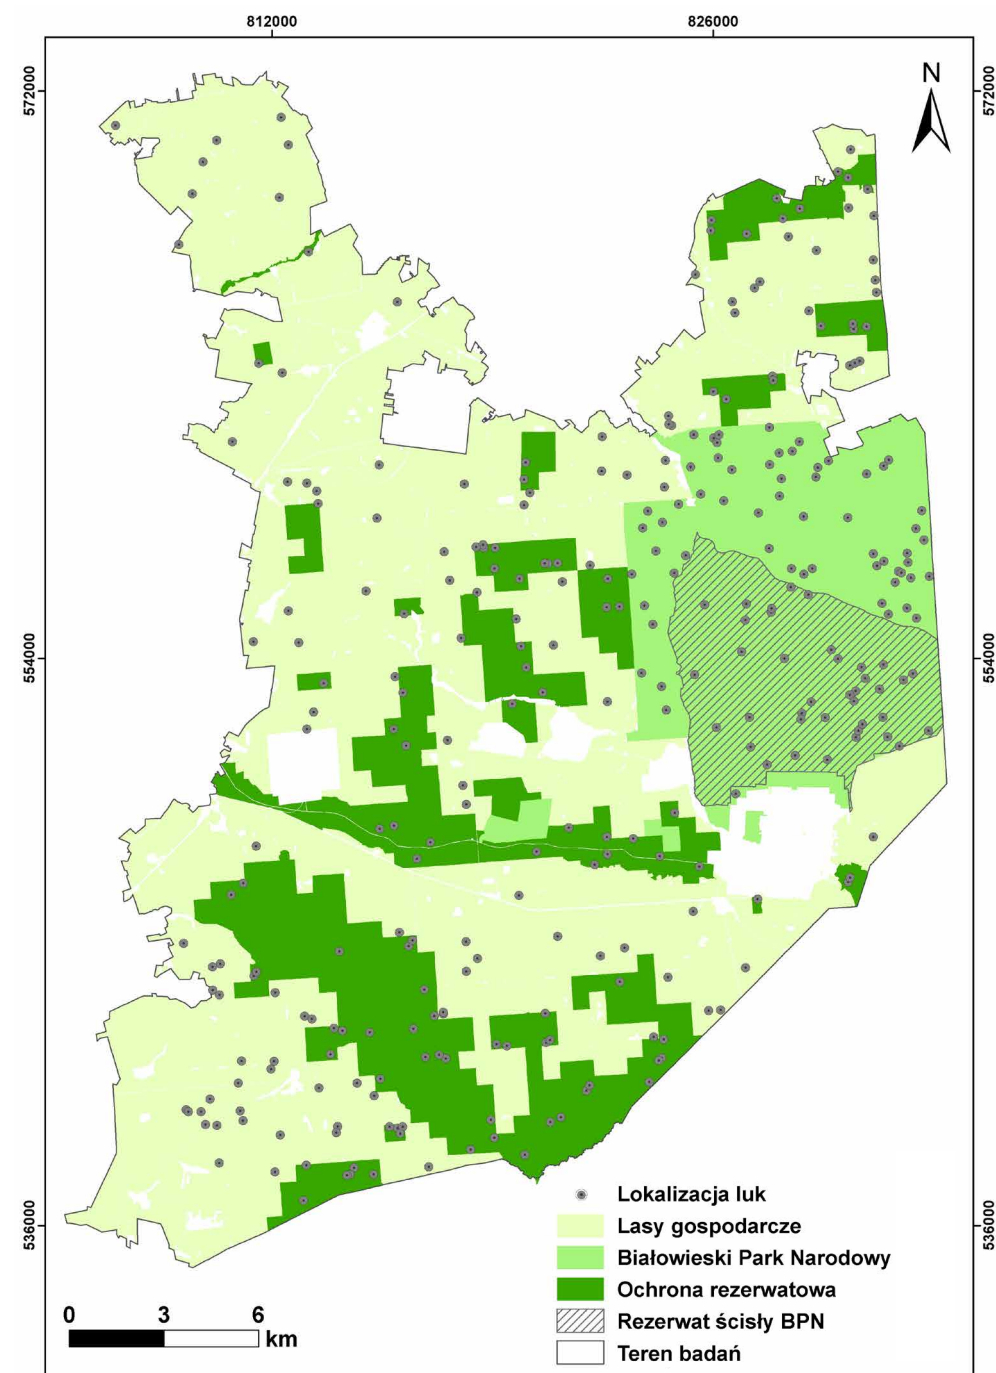 812000 826000
572000 572000
N
554000 554000
536000 536000
Lokalizacja luk
Lasy gospodarcze
Białowieski Park Narodowy
Ochrona rezerwatowa
Rezerwat ścisły BPN
Teren badań
0 3 6
km